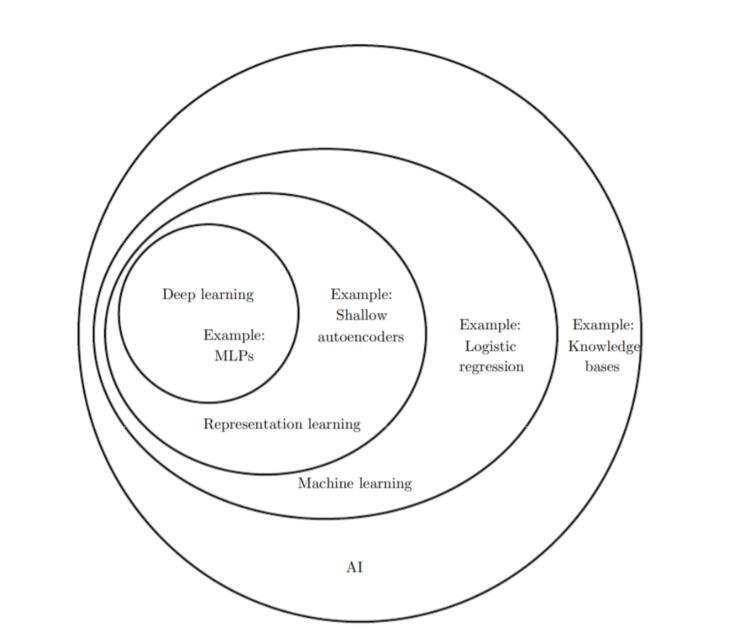 Deep learning
Example:
MLPs
Example:
Shallow
autoencoders
Example:
Logistic
regression
Example:
Knowledge
bases
Representation learning
Machine learning
AI